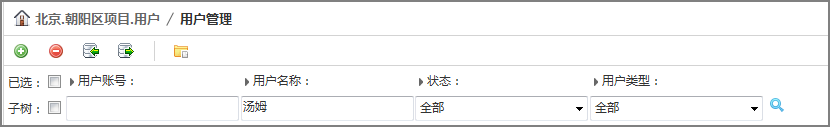 北京.朝阳区项目.用户 / 用户管理
已选： 用户账号： 用户名称： 状态： 用户类型：
子树： 汤姆 全部 全部